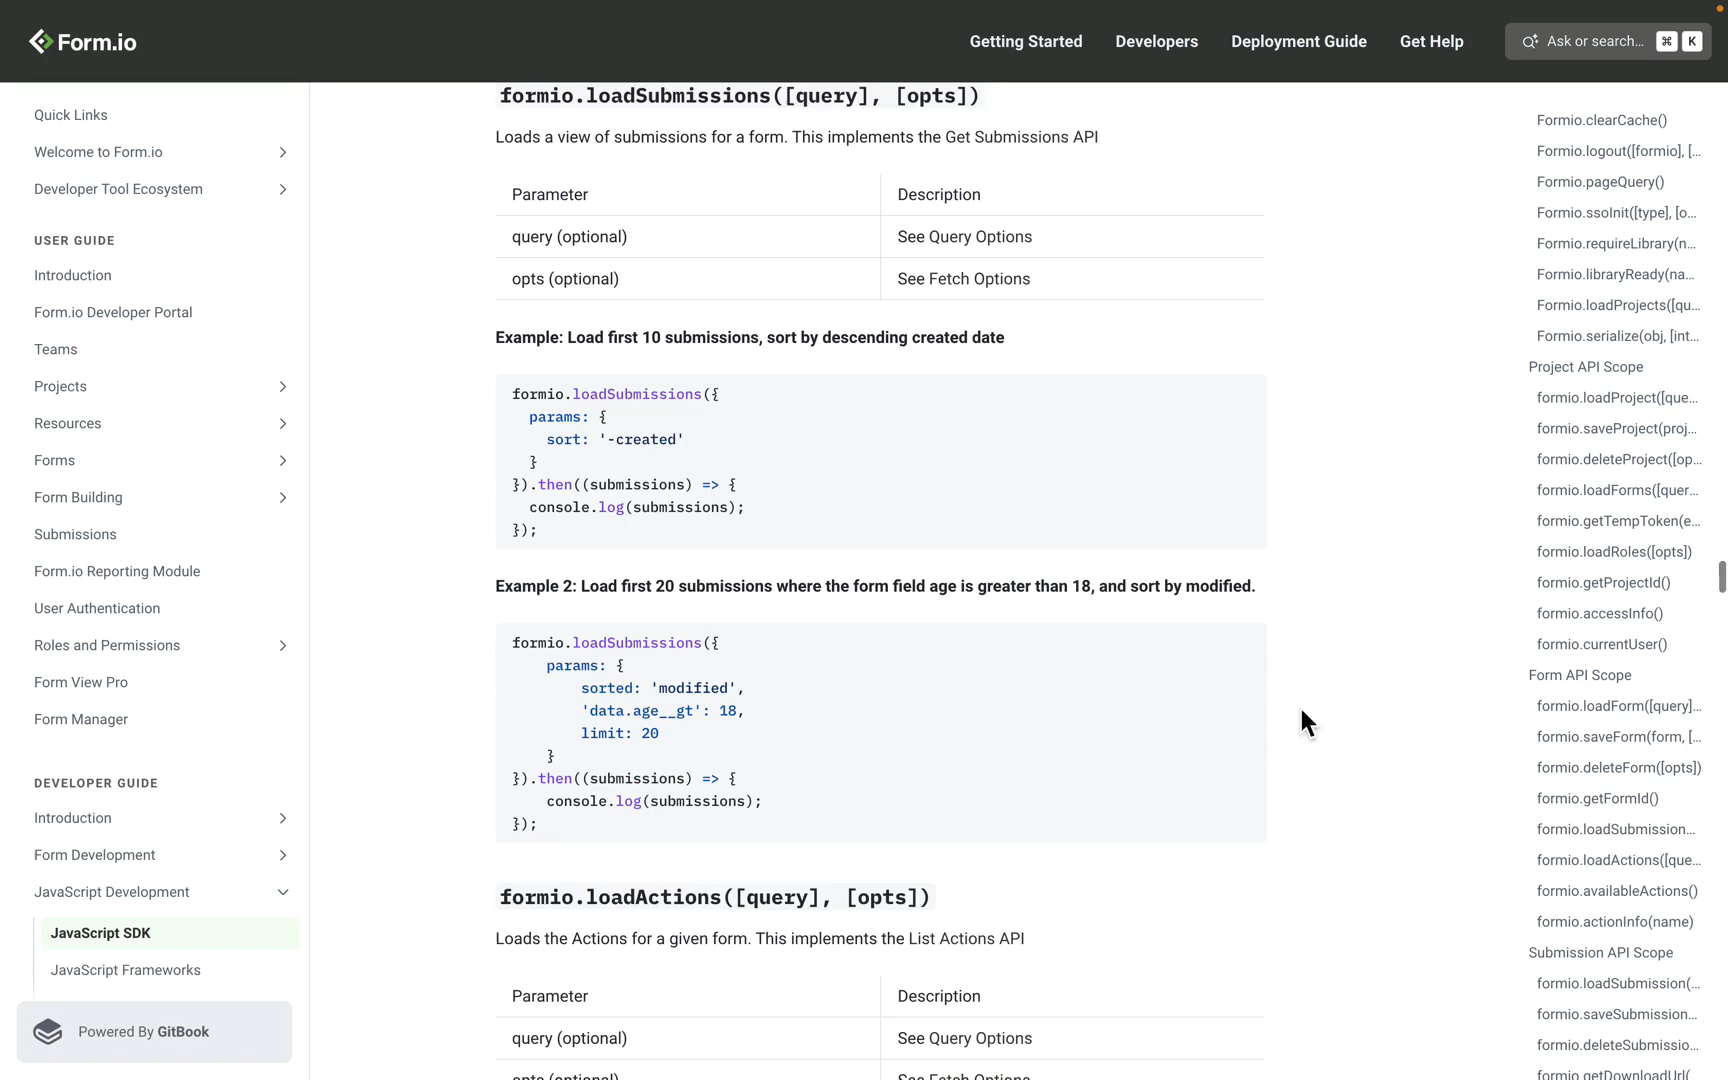 Form.io
Getting Started
Developers
Deployment Guide
Get Help
Ask or search...
⌘ K
Quick Links
Welcome to Form.io
Developer Tool Ecosystem
USER GUIDE
Introduction
Form.io Developer Portal
Teams
Projects
Resources
Forms
Form Building
Submissions
Form.io Reporting Module
User Authentication
Roles and Permissions
Form View Pro
Form Manager
DEVELOPER GUIDE
Introduction
Form Development
JavaScript Development
JavaScript SDK
JavaScript Frameworks
Powered By GitBook
formio.loadSubmissions([query], [opts])
Loads a view of submissions for a form. This implements the Get Submissions API
Parameter Description
query (optional) See Query Options
opts (optional) See Fetch Options
Example: Load first 10 submissions, sort by descending created date
formio.loadSubmissions({
  params: {
    sort: '-created'
  }
}).then((submissions) => {
  console.log(submissions);
});
Example 2: Load first 20 submissions where the form field age is greater than 18, and sort by modified.
formio.loadSubmissions({
    params: {
        sorted: 'modified',
        'data.age__gt': 18,
        limit: 20
    }
}).then((submissions) => {
    console.log(submissions);
});
formio.loadActions([query], [opts])
Loads the Actions for a given form. This implements the List Actions API
Parameter Description
query (optional) See Query Options
opts (optional) See Fetch Options
Formio.clearCache()
Formio.logout([formio], [...
Formio.pageQuery()
Formio.ssoInit([type], [o...
Formio.requireLibrary(n...
Formio.libraryReady(na...
Formio.loadProjects([qu...
Formio.serialize(obj, [int...
Project API Scope
formio.loadProject([que...
formio.saveProject(proj...
formio.deleteProject([op...
formio.loadForms([quer...
formio.getTempToken(e...
formio.loadRoles([opts])
formio.getProjectId()
formio.accessInfo()
formio.currentUser()
Form API Scope
formio.loadForm([query]...
formio.saveForm(form, [...
formio.deleteForm([opts])
formio.getFormId()
formio.loadSubmission...
formio.loadActions([que...
formio.availableActions()
formio.actionInfo(name)
Submission API Scope
formio.loadSubmission(...
formio.saveSubmission...
formio.deleteSubmissio...
formio.getDownloadUrl(